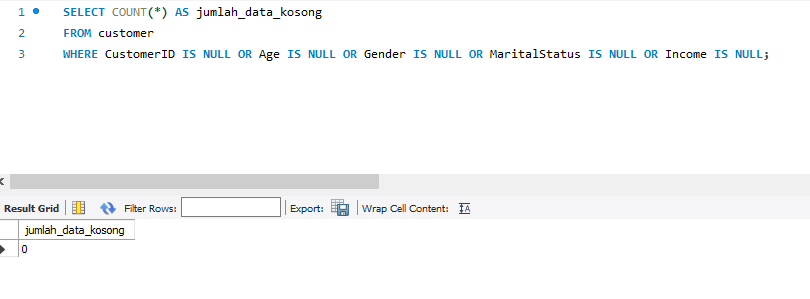 1 SELECT COUNT(*) AS jumlah_data_kosong
2 FROM customer
3 WHERE CustomerID IS NULL OR Age IS NULL OR Gender IS NULL OR MaritalStatus IS NULL OR Income IS NULL;
Result Grid Filter Rows: Export: Wrap Cell Content: IA
jumlah_data_kosong
0